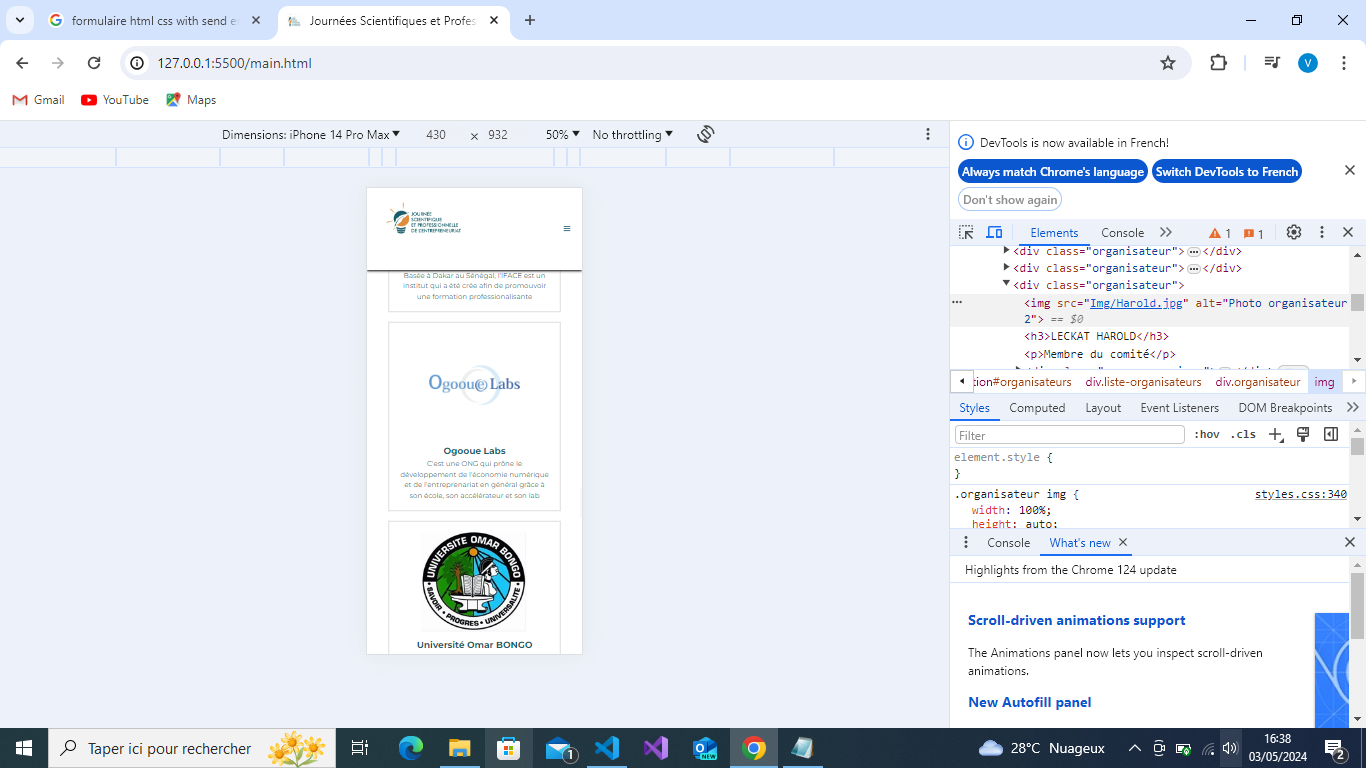 formulaire html css with send e
Journées Scientifiques et Profes
127.0.0.1:5500/main.html
V
Gmail
YouTube
Maps
Dimensions: iPhone 14 Pro Max
430
×
932
50%
No throttling
JOURNÉE
SCIENTIFIQUE
ET PROFESSIONNELLE
DE L'ENTREPRENEURIAT
Basée à Dakar au Sénégal, l'IFACE est un
institut qui a été crée afin de promouvoir
une formation professionalisante
Ogooue Labs
Ogooue Labs
C'est une ONG qui prône le
développement de l'économie numérique
et de l'entreprenariat en général grâce à
son école, son accélérateur et son lab
UNIVERSITE OMAR BONGO
SAVOIR • PROGRES • UNIVERSALITE
Université Omar BONGO
DevTools is now available in French!
Always match Chrome's language
Switch DevTools to French
Don't show again
Elements
Console
1
1
<div class="organisateur"> … </div>
<div class="organisateur"> … </div>
<div class="organisateur">
<img src="Img/Harold.jpg" alt="Photo organisateur
2"> == $0
<h3>LECKAT HAROLD</h3>
<p>Membre du comité</p>
tion#organisateurs
div.liste-organisateurs
div.organisateur
img
Styles
Computed
Layout
Event Listeners
DOM Breakpoints
Filter
:hov
.cls
element.style {
}
.organisateur img {
styles.css:340
width: 100%;
height: auto;
Console
What's new
Highlights from the Chrome 124 update
Scroll-driven animations support
The Animations panel now lets you inspect scroll-driven
animations.
New Autofill panel
Taper ici pour rechercher
1
NEW
28°C Nuageux
16:38
03/05/2024
2